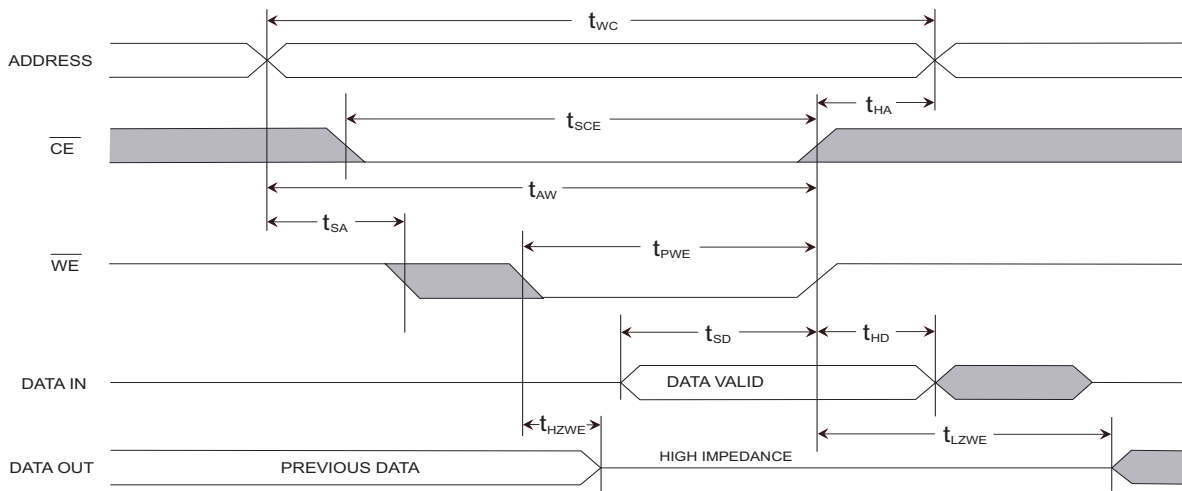 tWC
ADDRESS
tHA
tSCE
CE
tAW
tSA
tPWE
WE
tSD
tHD
DATA IN
DATA VALID
tHZWE
tLZWE
DATA OUT
PREVIOUS DATA
HIGH IMPEDANCE